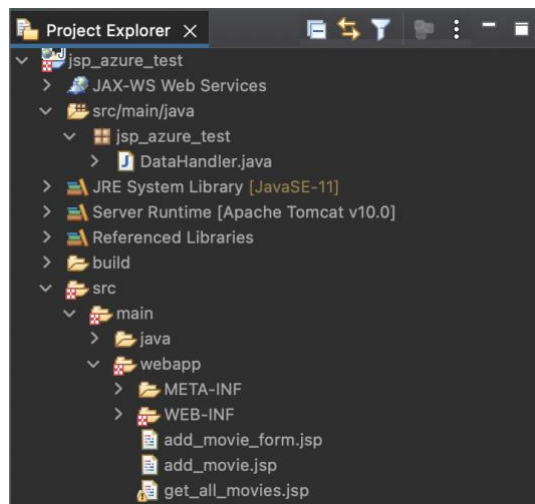 Project Explorer
jsp_azure_test
JAX-WS Web Services
src/main/java
jsp_azure_test
DataHandler.java
JRE System Library [JavaSE-11]
Server Runtime [Apache Tomcat v10.0]
Referenced Libraries
build
src
main
java
webapp
META-INF
WEB-INF
add_movie_form.jsp
add_movie.jsp
get_all_movies.jsp